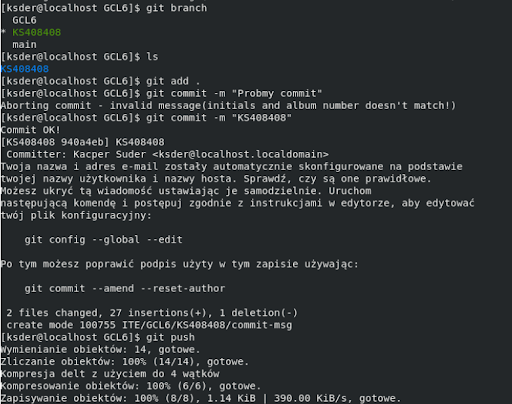 [ksder@localhost GCL6]$ git branch
  GCL6
* KS408408
  main
[ksder@localhost GCL6]$ ls
KS408408
[ksder@localhost GCL6]$ git add .
[ksder@localhost GCL6]$ git commit -m "Probmy commit"
Aborting commit - invalid message(initials and album number doesn't match!)
[ksder@localhost GCL6]$ git commit -m "KS408408"
Commit OK!
[KS408408 940a4eb] KS408408
 Committer: Kacper Suder <ksder@localhost.localdomain>
Twoja nazwa i adres e-mail zostały automatycznie skonfigurowane na podstawie
twojej nazwy użytkownika i nazwy hosta. Sprawdź, czy są one prawidłowe.
Możesz ukryć tą wiadomość ustawiając je samodzielnie. Uruchom
następującą komendę i postępuj zgodnie z instrukcjami w edytorze, aby edytować
twój plik konfiguracyjny:
    git config --global --edit
Po tym możesz poprawić podpis użyty w tym zapisie używając:
    git commit --amend --reset-author
 2 files changed, 27 insertions(+), 1 deletion(-)
 create mode 100755 ITE/GCL6/KS408408/commit-msg
[ksder@localhost GCL6]$ git push
Wymienianie obiektów: 14, gotowe.
Zliczanie obiektów: 100% (14/14), gotowe.
Kompresja delt z użyciem do 4 wątków
Kompresowanie obiektów: 100% (6/6), gotowe.
Zapisywanie obiektów: 100% (8/8), 1.14 KiB | 390.00 KiB/s, gotowe.